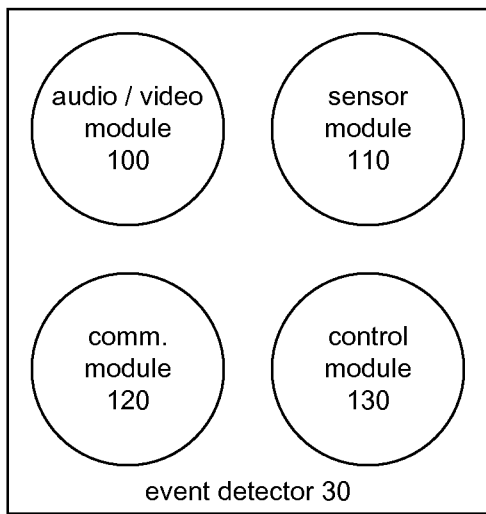 audio / video
module
100
sensor
module
110
comm.
module
120
control
module
130
event detector 30